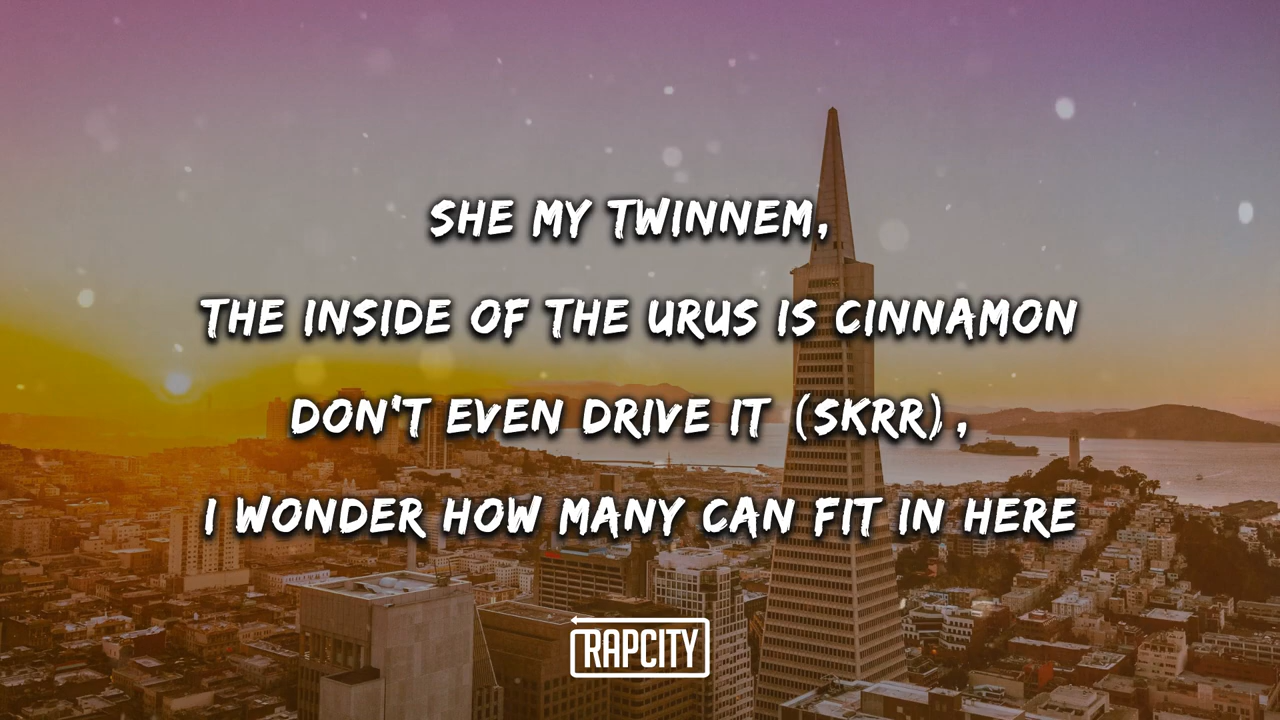 SHE MY TWINNEM,
THE INSIDE OF THE URUS IS CINNAMON
DON'T EVEN DRIVE IT (SKRR),
I WONDER HOW MANY CAN FIT IN HERE
RAPCITY